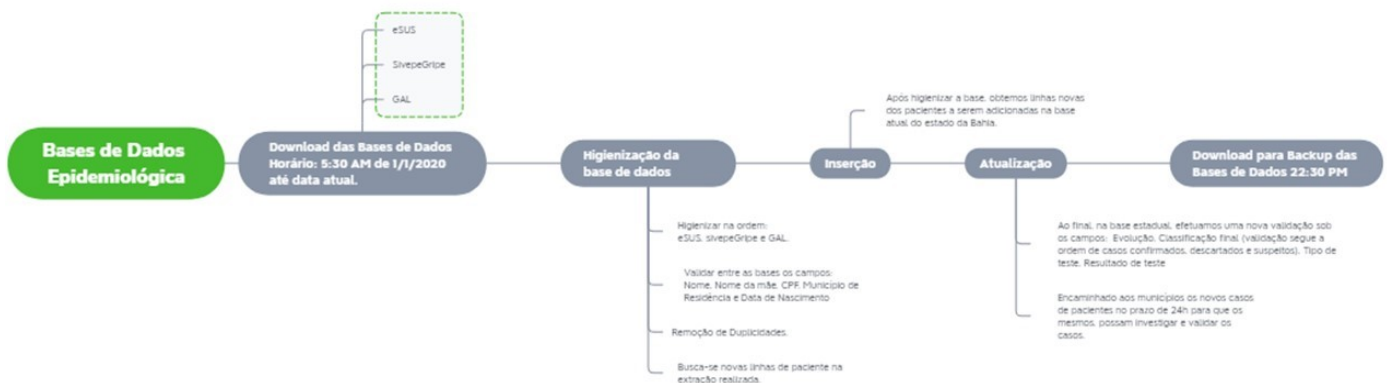 eSUS
SivepeGripe
GAL
Bases de Dados
Epidemiológica
Download das Bases de Dados
Horário: 5:30 AM de 1/1/2020
até data atual.
Higienização da
base de dados
Higienizar na ordem:
eSUS, sivepeGripe e GAL.
Validar entre as bases os campos:
Nome, Nome da mãe, CPF, Município de
Residência e Data de Nascimento
Remoção de Duplicidades.
Busca-se novas linhas de paciente na
extração realizada.
Inserção
Após higienizar a base, obtemos linhas novas
dos pacientes a serem adicionadas na base
atual do estado da Bahia.
Atualização
Ao final, na base estadual, efetuamos uma nova validação sob
os campos: Evolução, Classificação final (validação segue a
ordem de casos confirmados, descartados e suspeitos), Tipo de
teste, Resultado de teste
Encaminhado aos municípios os novos casos
de pacientes no prazo de 24h para que os
mesmos, possam investigar e validar os
casos.
Download para Backup das
Bases de Dados 22:30 PM